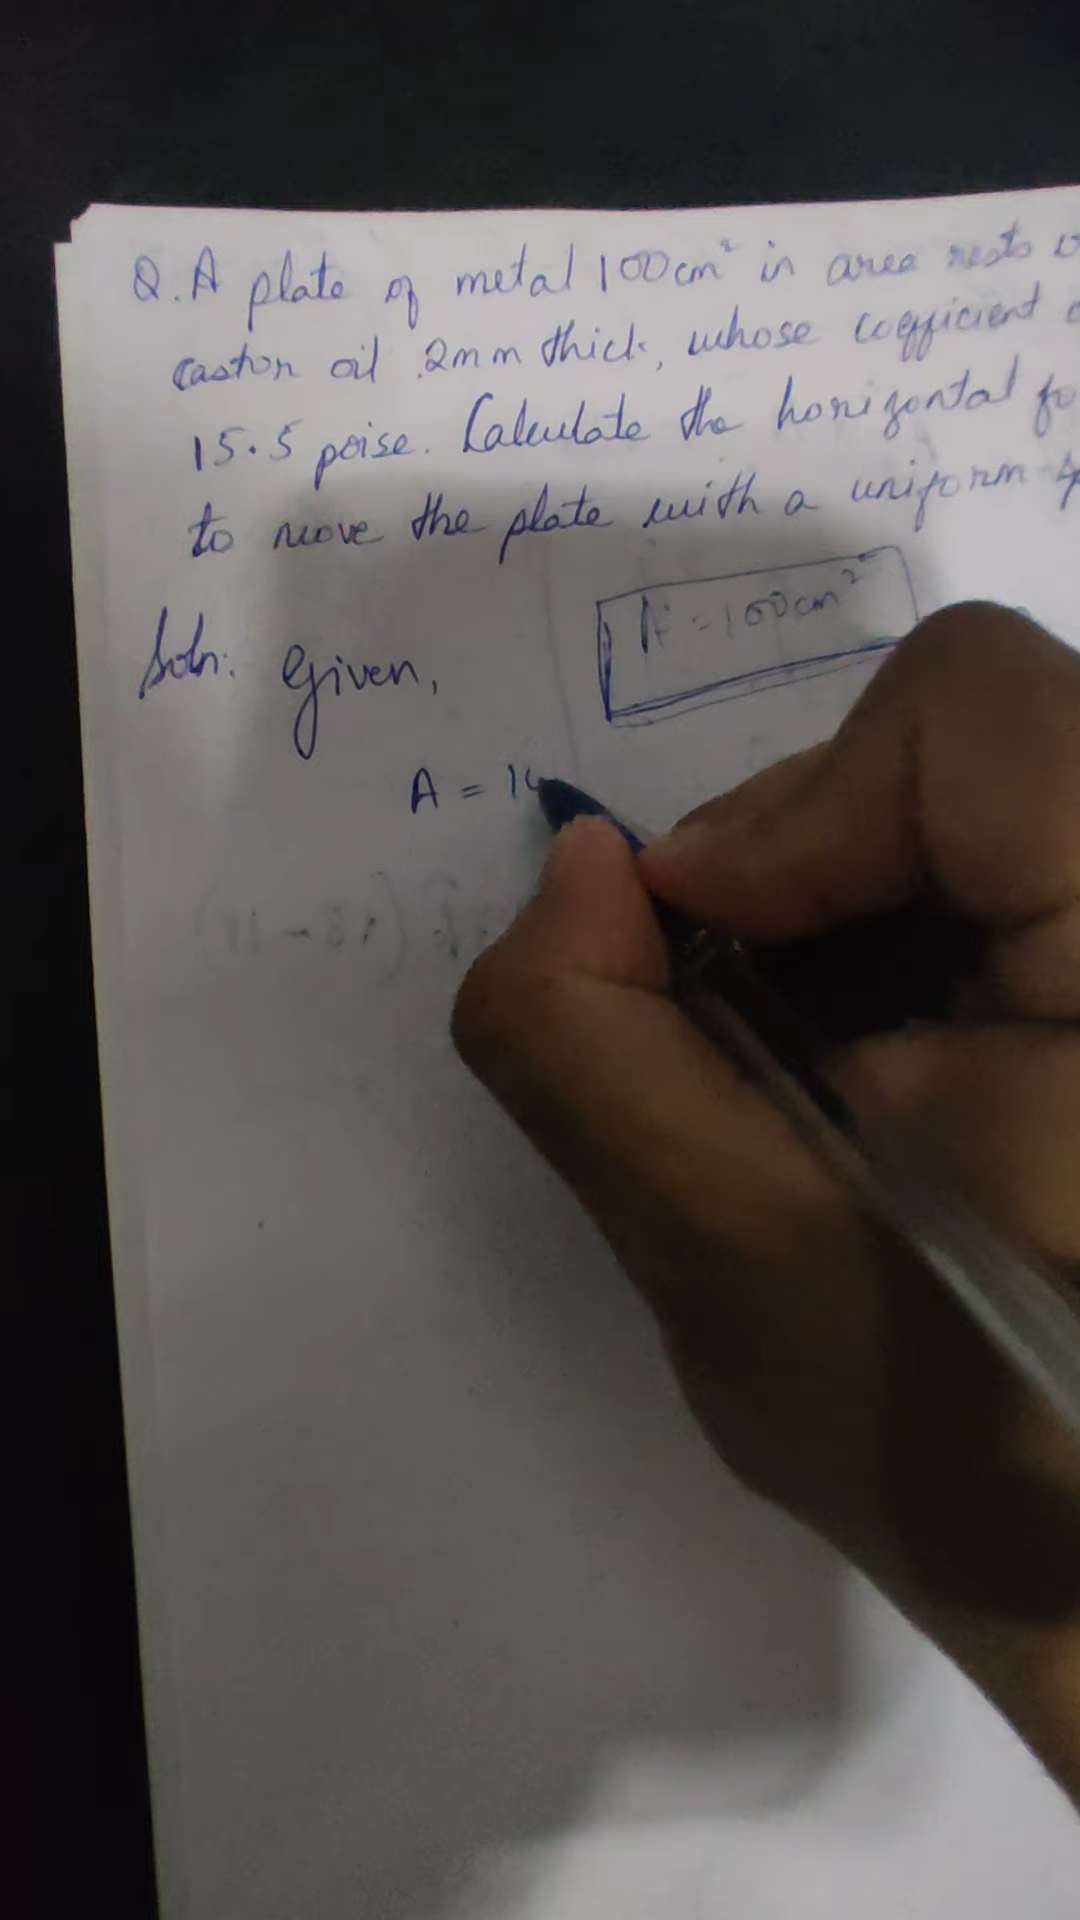 Q. A plate of metal 100cm² in area rests
castor oil 2mm thick, whose coefficient
15.5 poise. Calculate the horizontal
to move the plate with a uniform
A = 100cm²
Soln: Given,
A = 1